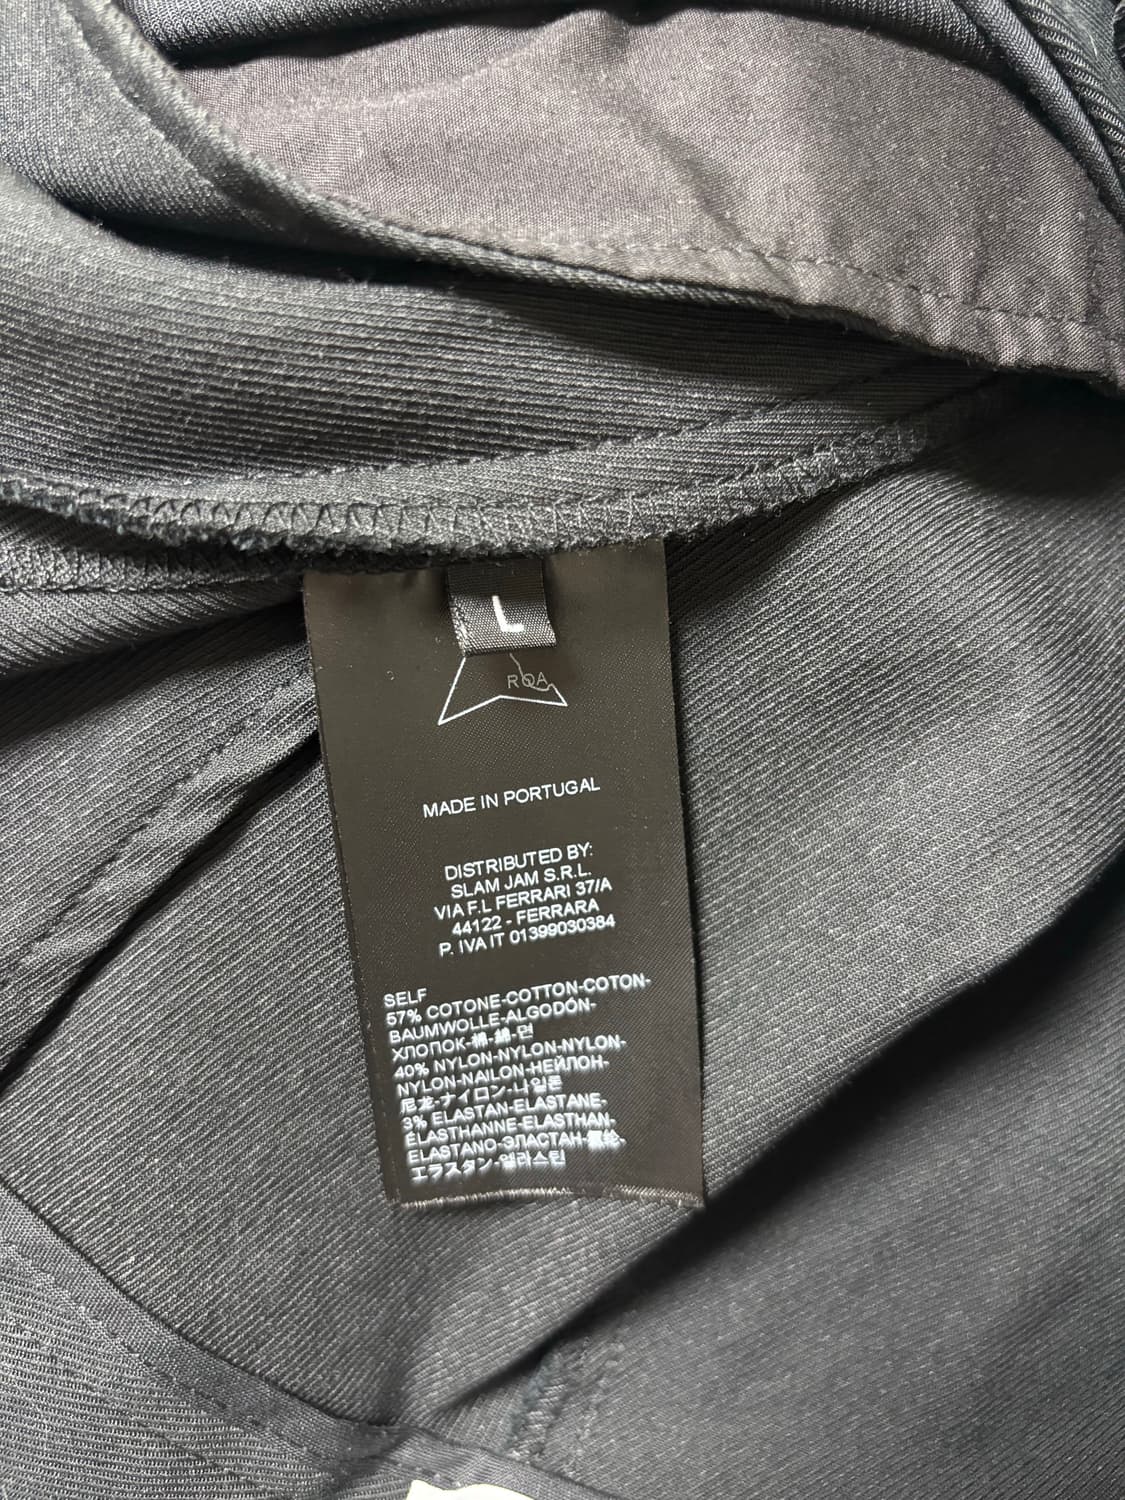 L
ROA
MADE IN PORTUGAL
DISTRIBUTED BY:
SLAM JAM S.R.L.
VIA F.L FERRARI 37/A
44122 - FERRARA
P. IVA IT 01399030384
SELF
57% COTONE-COTTON-COTON-
BAUMWOLLE-ALGODÓN-
ХЛОПОК-棉-綿-면
40% NYLON-NYLON-NYLON-
NYLON-NAILON-НЕЙЛОН-
尼龙-ナイロン-나일론
3% ELASTAN-ELASTANE,
ELASTHANNE-ELASTHAN-
ELASTANO-ЭЛАСТАН-
エラスタン-엘라스틴